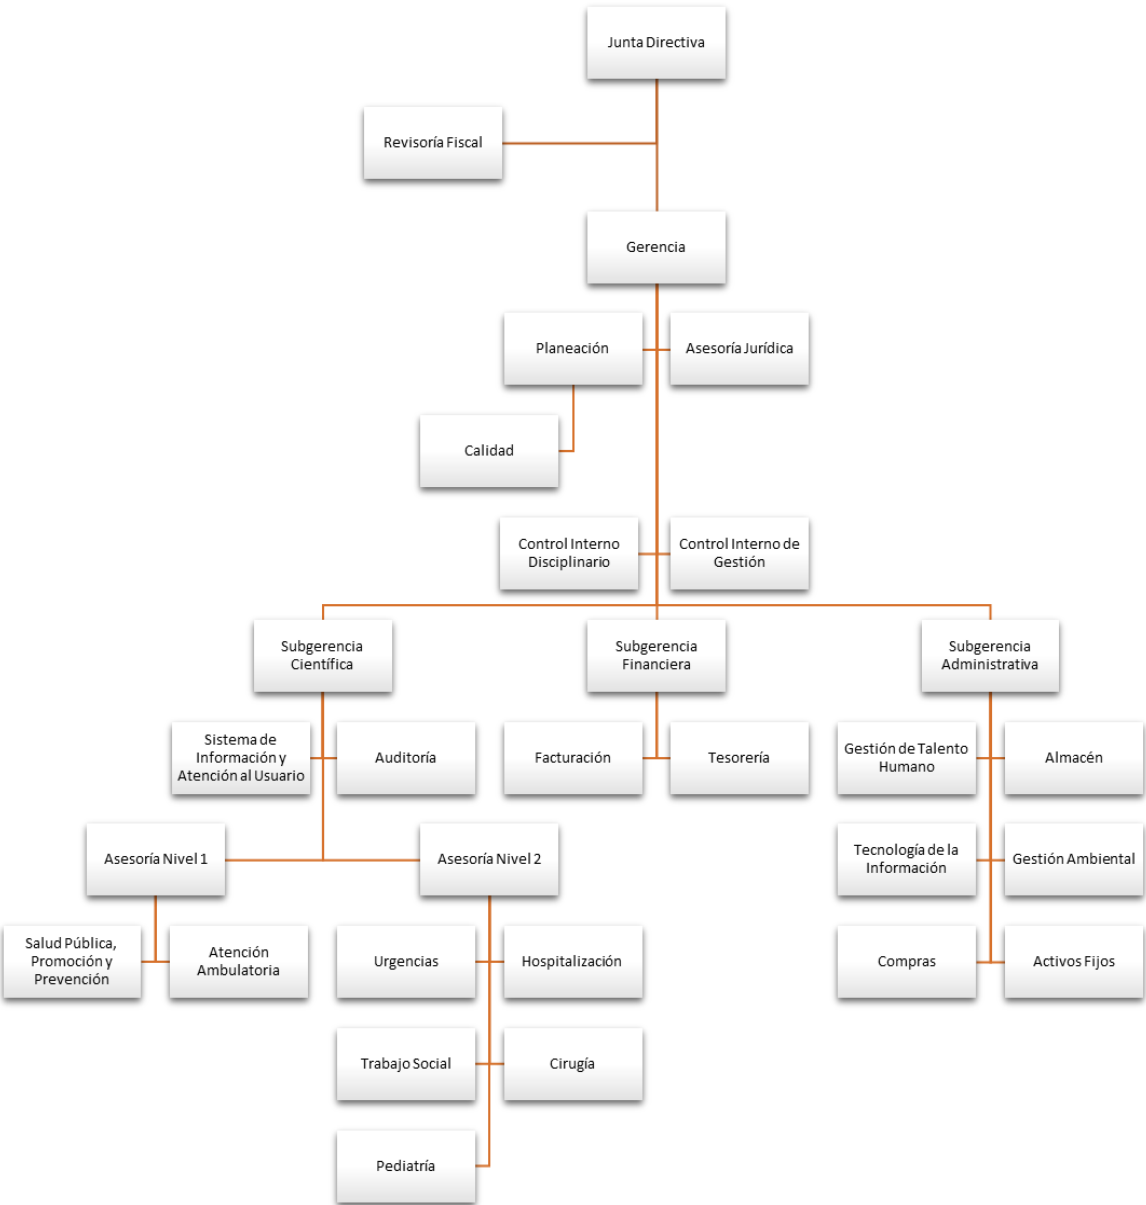 Junta Directiva
Revisoría Fiscal
Gerencia
Planeación
Asesoría Jurídica
Calidad
Control Interno
Disciplinario
Control Interno de
Gestión
Subgerencia
Científica
Subgerencia
Financiera
Subgerencia
Administrativa
Sistema de
Información y
Atención al Usuario
Auditoría
Facturación
Tesorería
Gestión de Talento
Humano
Almacén
Asesoría Nivel 1
Asesoría Nivel 2
Tecnología de la
Información
Gestión Ambiental
Salud Pública,
Promoción y
Prevención
Atención
Ambulatoria
Urgencias
Hospitalización
Compras
Activos Fijos
Trabajo Social
Cirugía
Pediatría